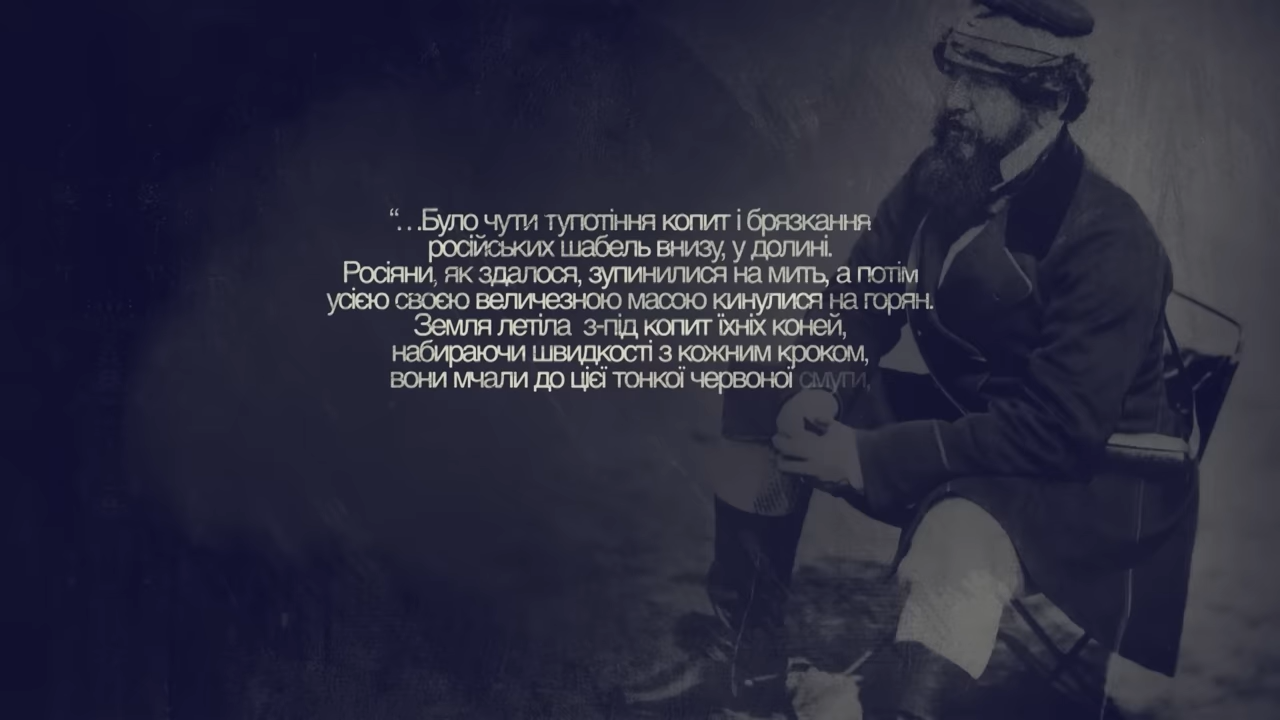 “…Було чути тупотіння копит і брязкання
російських шабель внизу, у долині.
Росіяни, як здалося, зупинилися на мить, а потім
усією своєю величезною масою кинулися на горян.
Земля летіла з-під копит їхніх коней,
набираючи швидкості з кожним кроком,
вони мчали до цієї тонкої червоної смуги,